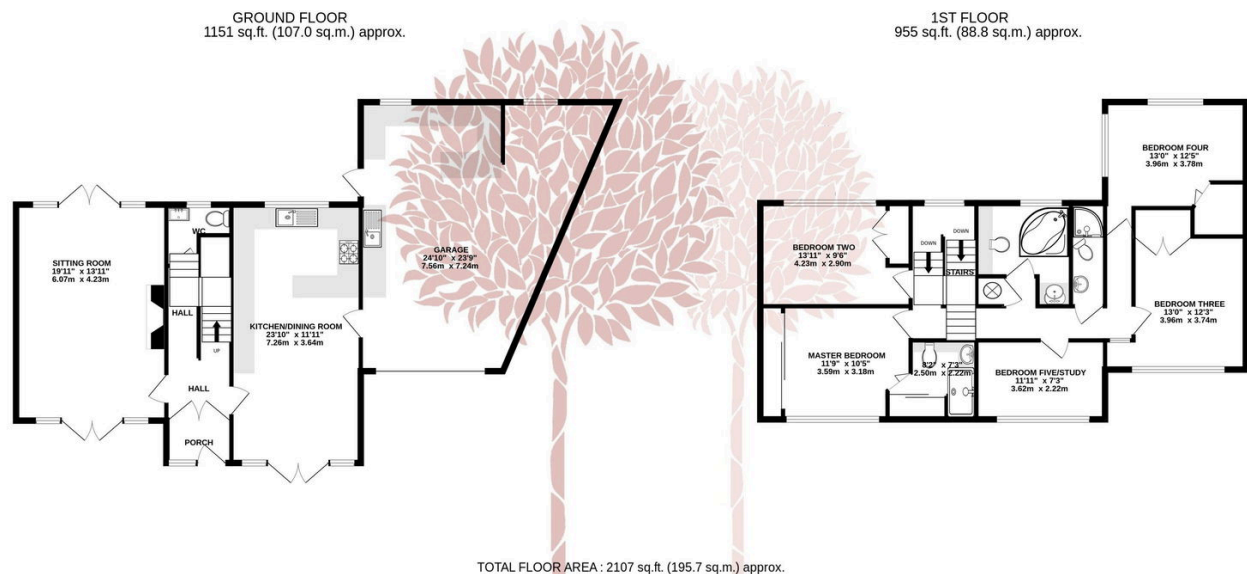 GROUND FLOOR
1151 sq.ft. (107.0 sq.m.) approx.
1ST FLOOR
955 sq.ft. (88.8 sq.m.) approx.
SITTING ROOM
19'11" x 13'11"
6.07m x 4.23m
WC
HALL
UP
HALL
PORCH
KITCHEN/DINING ROOM
23'10" x 11'11"
7.26m x 3.64m
GARAGE
24'10" x 23'9"
7.56m x 7.24m
BEDROOM TWO
13'11" x 9'6"
4.23m x 2.90m
DOWN
DOWN
STAIRS
BEDROOM FOUR
13'0" x 12'5"
3.96m x 3.78m
BEDROOM THREE
13'0" x 12'3"
3.96m x 3.74m
MASTER BEDROOM
11'9" x 10'5"
3.59m x 3.18m
8'2" x 7'3"
2.50m x 2.22m
BEDROOM FIVE/STUDY
11'11" x 7'3"
3.62m x 2.22m
TOTAL FLOOR AREA : 2107 sq.ft. (195.7 sq.m.) approx.